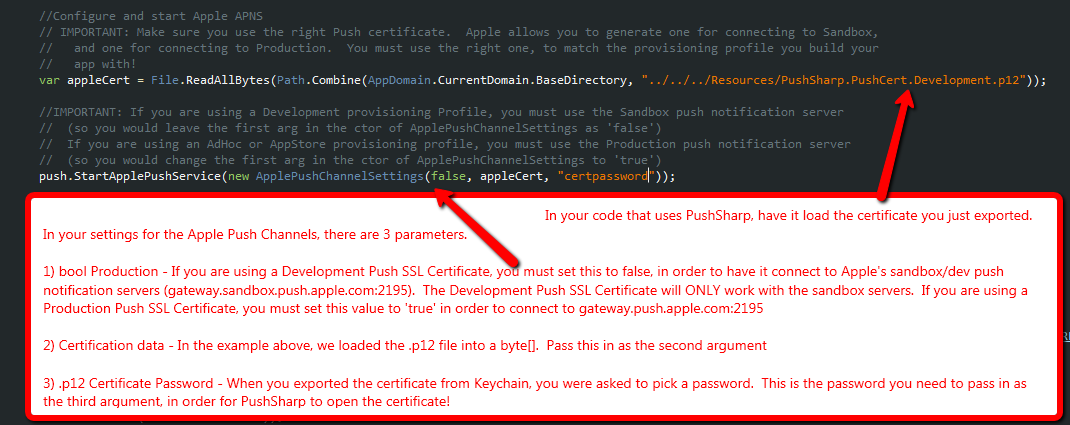 //Configure and start Apple APNS
// IMPORTANT: Make sure you use the right Push certificate.  Apple allows you to generate one for connecting to Sandbox,
//   and one for connecting to Production.  You must use the right one, to match the provisioning profile you build your
//   app with!
var appleCert = File.ReadAllBytes(Path.Combine(AppDomain.CurrentDomain.BaseDirectory, "../../../Resources/PushSharp.PushCert.Development.p12"));
//IMPORTANT: If you are using a Development provisioning Profile, you must use the Sandbox push notification server
//  (so you would leave the first arg in the ctor of ApplePushChannelSettings as 'false')
//  If you are using an AdHoc or AppStore provisioning profile, you must use the Production push notification server
//  (so you would change the first arg in the ctor of ApplePushChannelSettings to 'true')
push.StartApplePushService(new ApplePushChannelSettings(false, appleCert, "certpassword"));
In your code that uses PushSharp, have it load the certificate you just exported.
In your settings for the Apple Push Channels, there are 3 parameters.
1) bool Production - If you are using a Development Push SSL Certificate, you must set this to false, in order to have it connect to Apple's sandbox/dev push
notification servers (gateway.sandbox.push.apple.com:2195).  The Development Push SSL Certificate will ONLY work with the sandbox servers.  If you are using a
Production Push SSL Certificate, you must set this value to 'true' in order to connect to gateway.push.apple.com:2195
2) Certification data - In the example above, we loaded the .p12 file into a byte[].  Pass this in as the second argument
3) .p12 Certificate Password - When you exported the certificate from Keychain, you were asked to pick a password.  This is the password you need to pass in as
the third argument, in order for PushSharp to open the certificate!